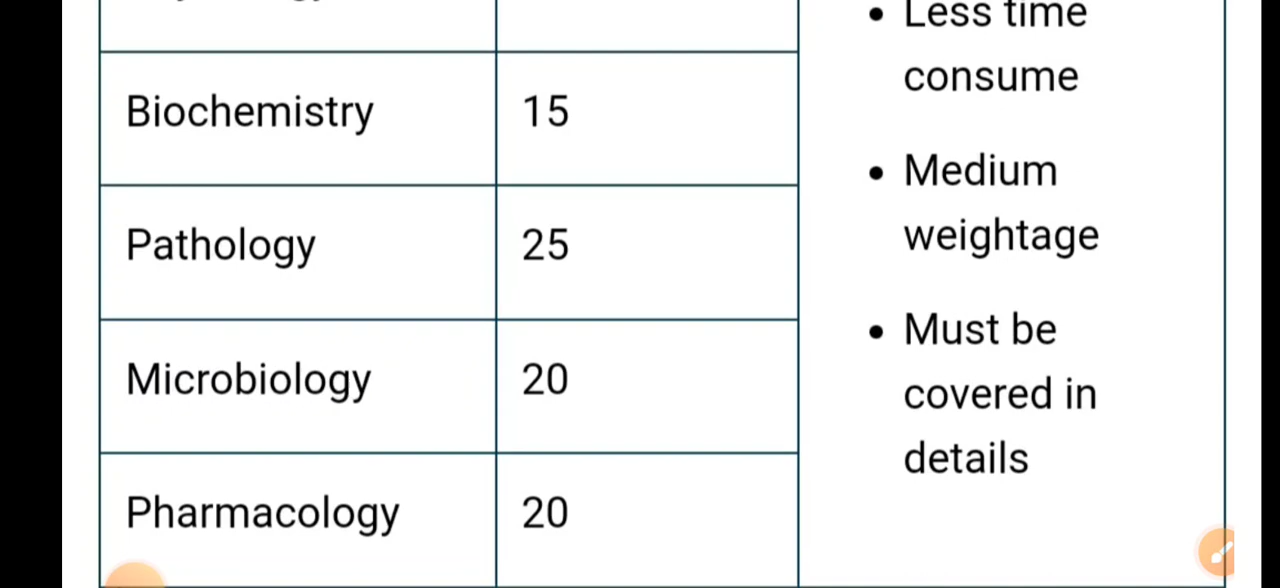 Less time
consume
Biochemistry
15
Medium
weightage
Pathology
25
Must be
covered in
details
Microbiology
20
Pharmacology
20